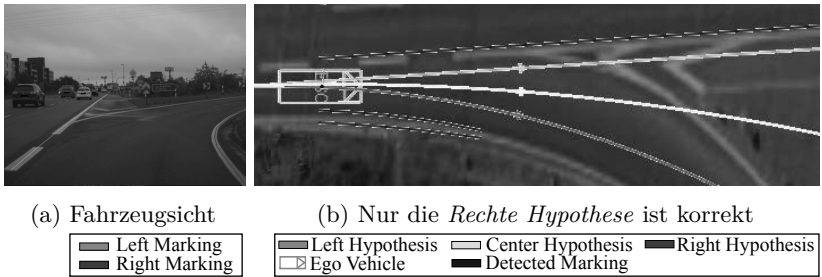 (a) Fahrzeugsicht
(b) Nur die Rechte Hypothese ist korrekt
Left Marking
Right Marking
Left Hypothesis Center Hypothesis Right Hypothesis
Ego Vehicle Detected Marking